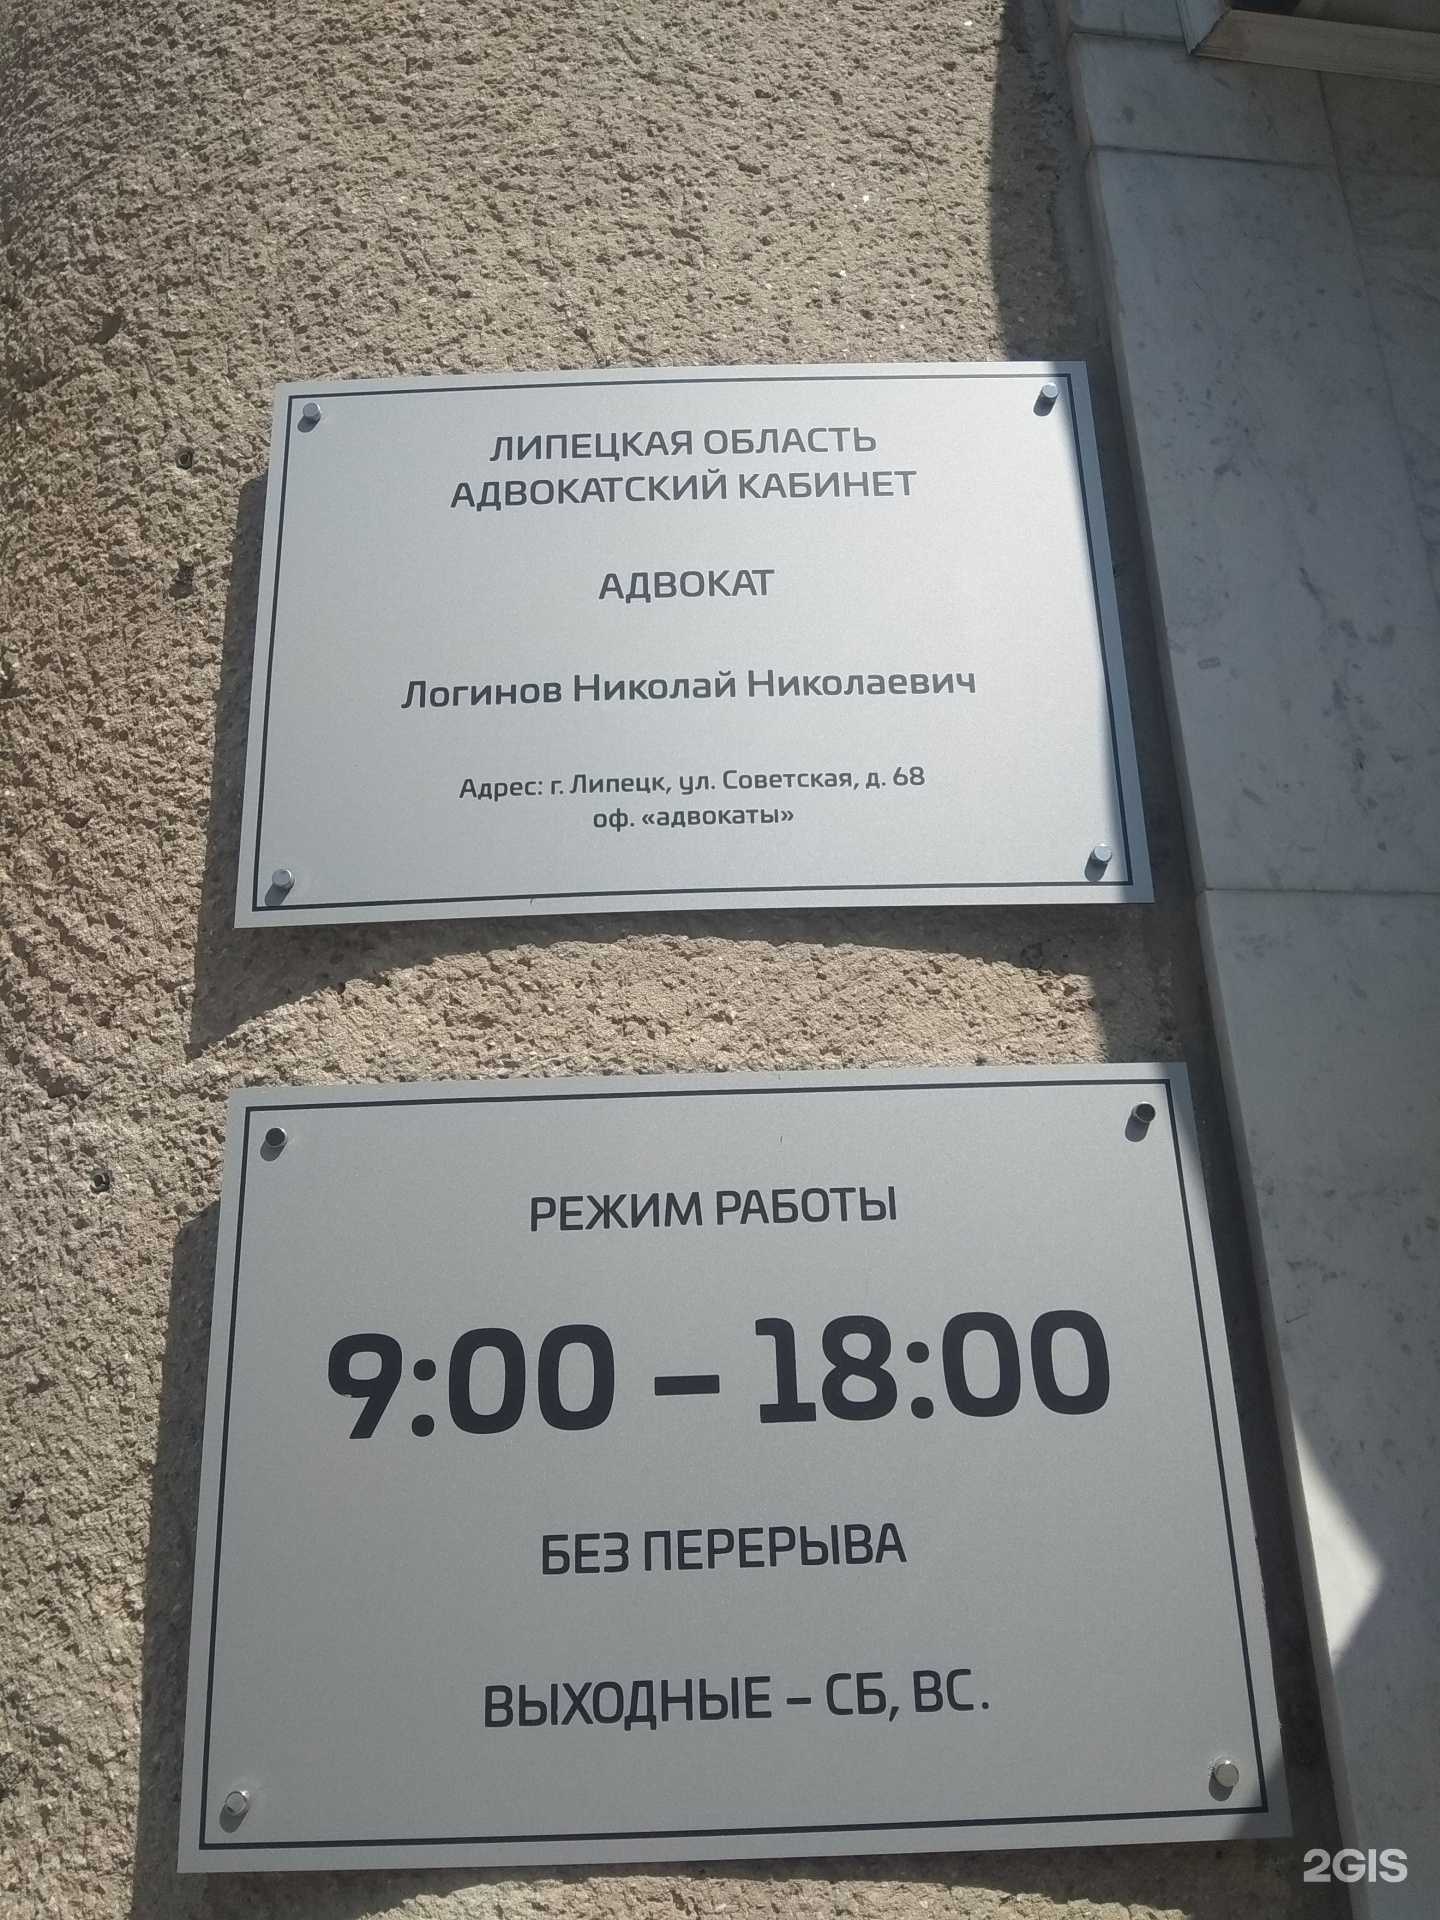 ЛИПЕЦКАЯ ОБЛАСТЬ
АДВОКАТСКИЙ КАБИНЕТ
АДВОКАТ
Логинов Николай Николаевич
Адрес: г. Липецк, ул. Советская, д. 68
оф. «адвокаты»
РЕЖИМ РАБОТЫ
9:00 – 18:00
БЕЗ ПЕРЕРЫВА
ВЫХОДНЫЕ – СБ, ВС.
2GIS